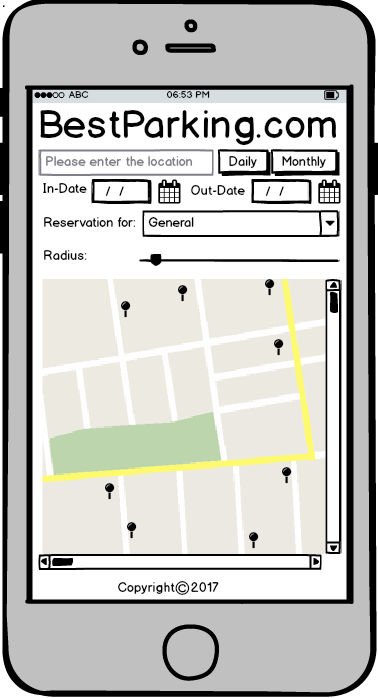 ABC 06:53 PM
BestParking.com
Please enter the location Daily Monthly
In-Date / / Out-Date / /
Reservation for: General
Radius:
Copyright©2017